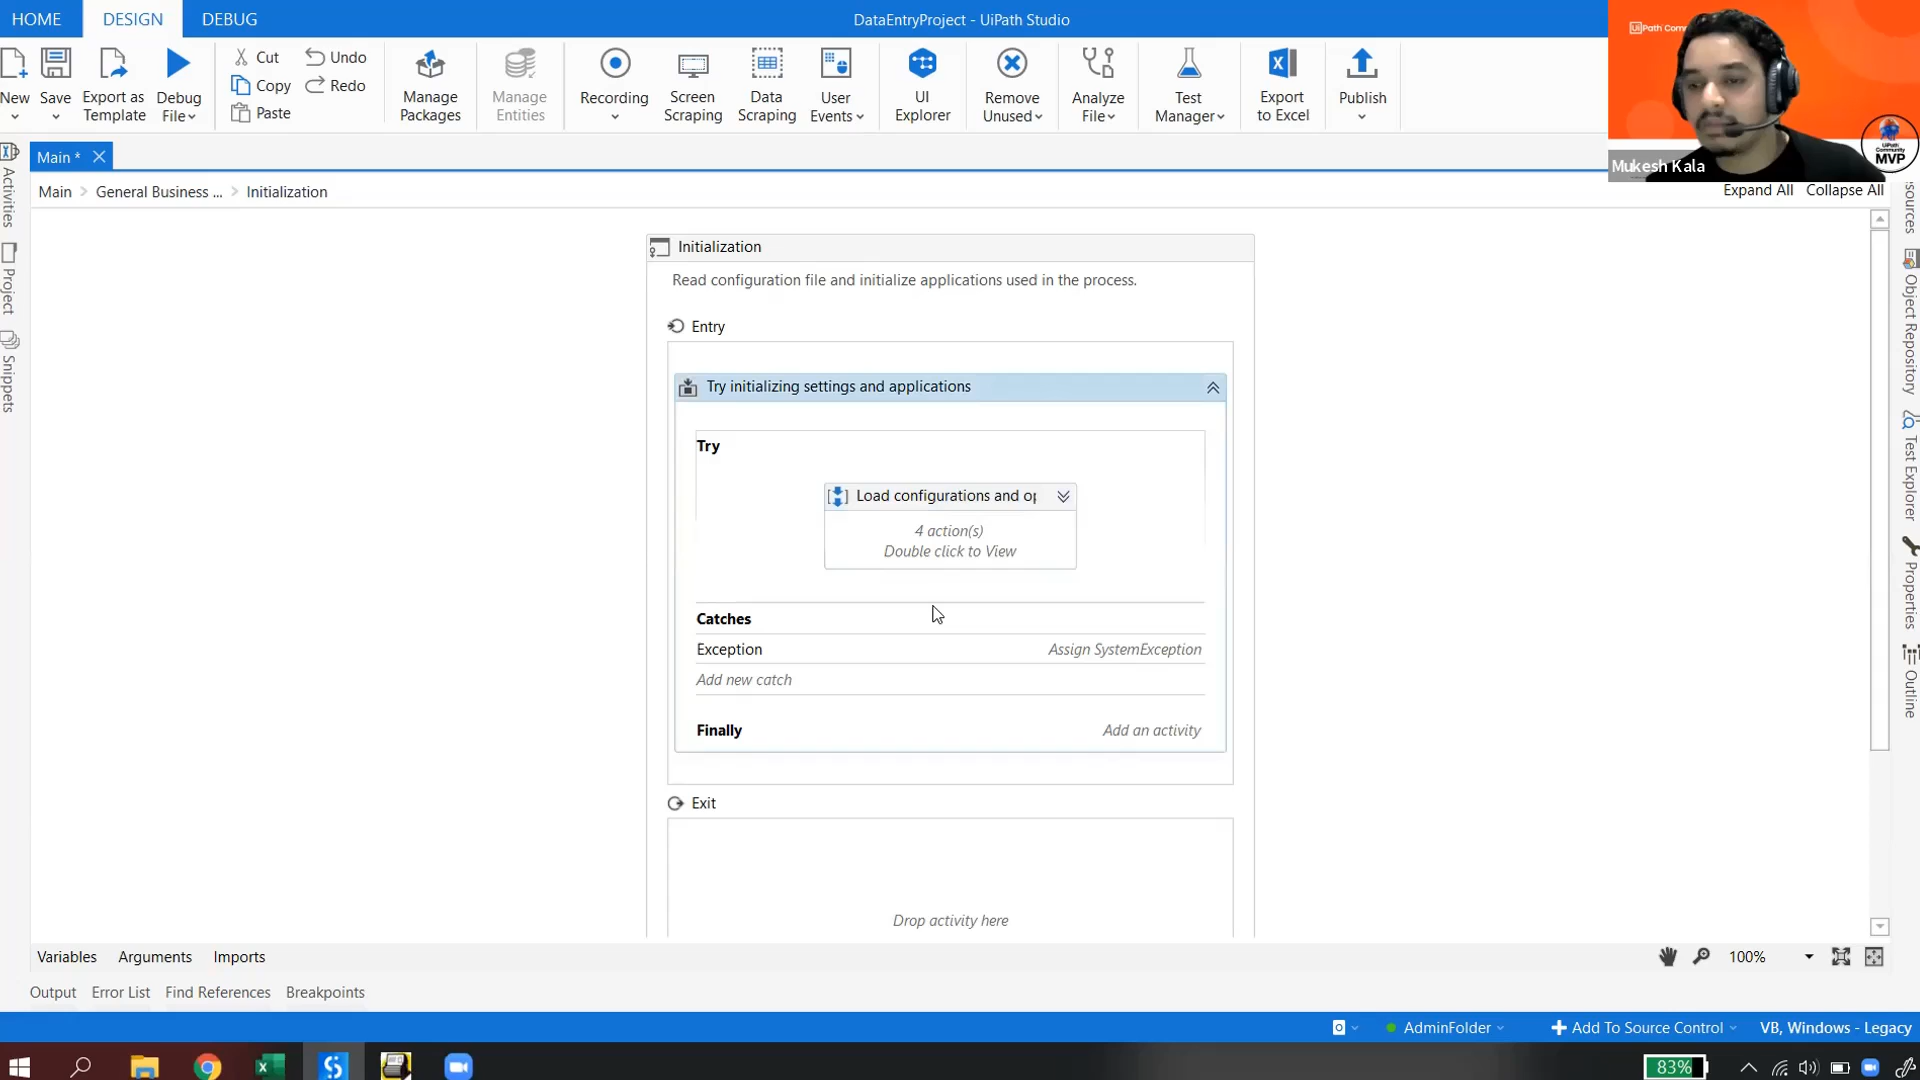 HOME DESIGN DEBUG
DataEntryProject - UiPath Studio
New
Save
Export as
Template
Debug
File
Cut
Copy
Paste
Undo
Redo
Manage
Packages
Manage
Entities
Recording
Screen
Scraping
Data
Scraping
User
Events
UI
Explorer
Remove
Unused
Analyze
File
Test
Manager
Export
to Excel
Publish
UiPath Com
UiPath
Community
MVP
Mukesh Kala
Main *
Main > General Business ... > Initialization
Expand All Collapse All
Activities
Project
Snippets
sources
Object Repository
Test Explorer
Properties
Outline
Initialization
Read configuration file and initialize applications used in the process.
Entry
Try initializing settings and applications
Try
Load configurations and op
4 action(s)
Double click to View
Catches
Exception Assign SystemException
Add new catch
Finally Add an activity
Exit
Drop activity here
Variables Arguments Imports
100%
Output Error List Find References Breakpoints
AdminFolder
Add To Source Control
VB, Windows - Legacy
83%